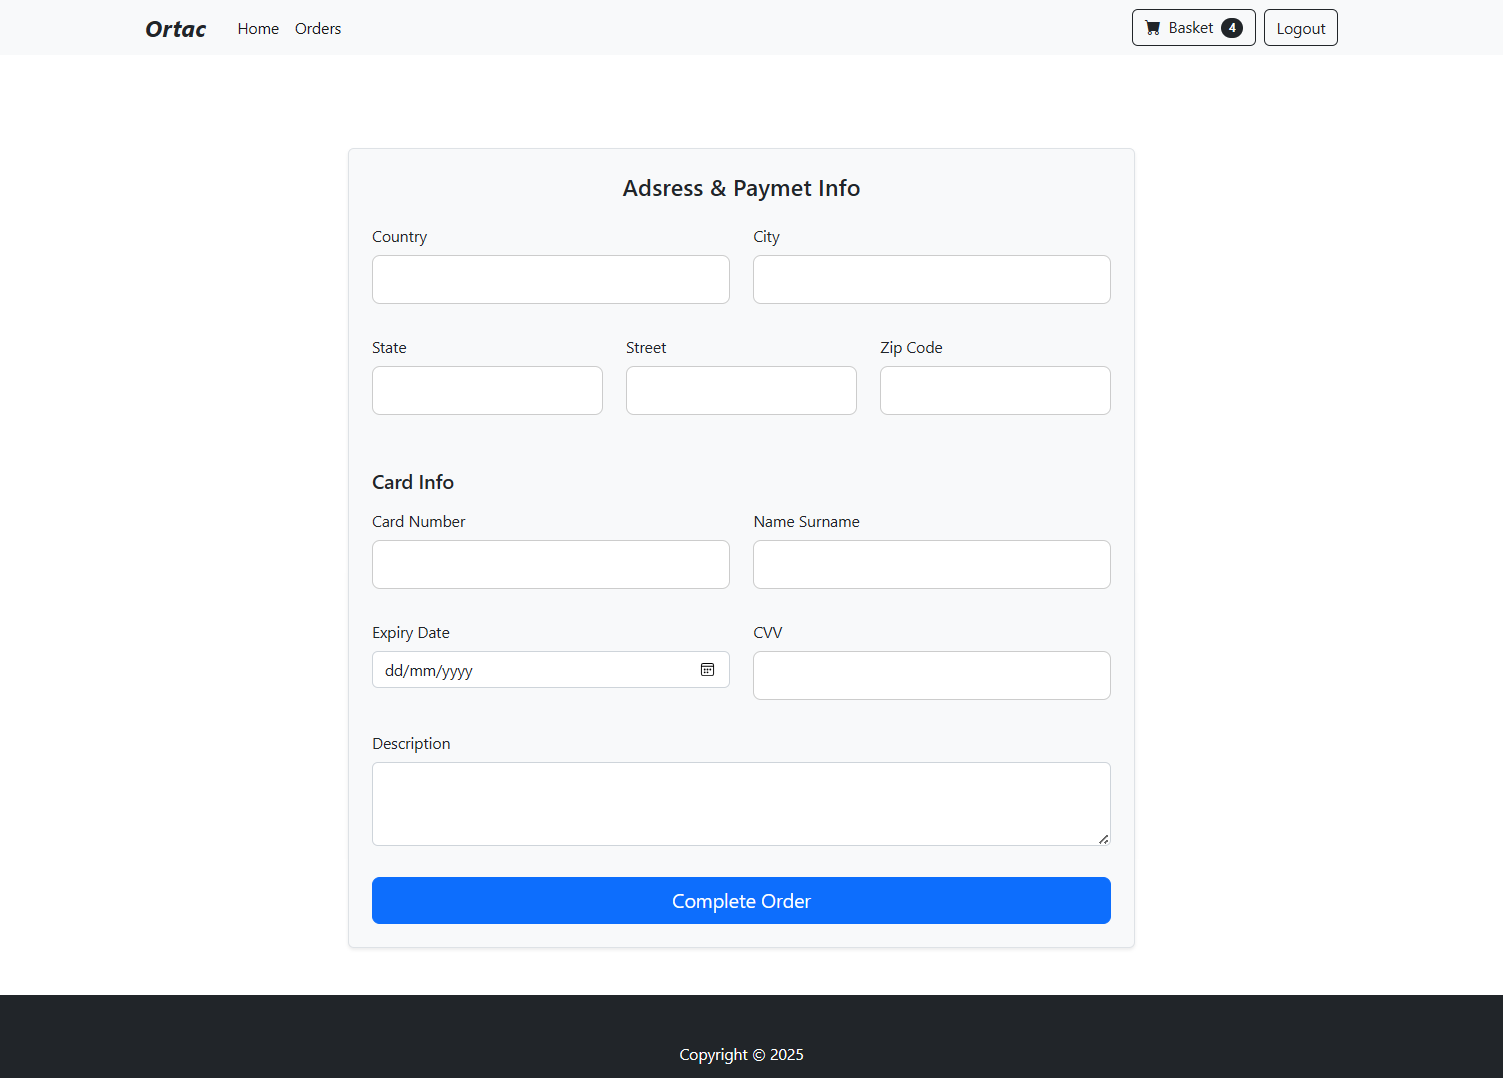 Ortac Home Orders Basket 4 Logout
Adsress & Paymet Info
Country City
State Street Zip Code
Card Info
Card Number Name Surname
Expiry Date CVV
dd/mm/yyyy
Description
Complete Order
Copyright © 2025